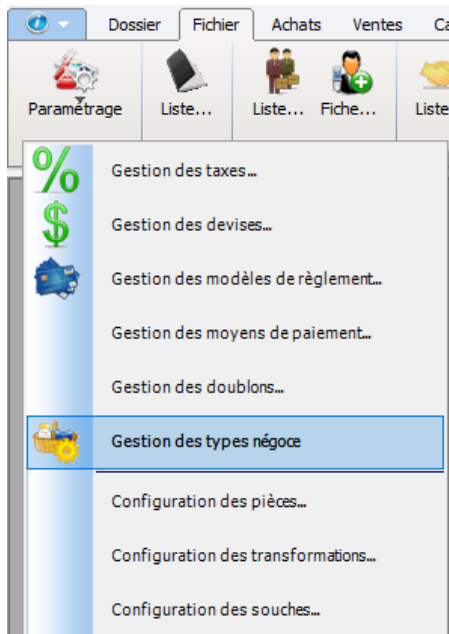 Dossier Fichier Achats Ventes Ca
Paramétrage Liste... Liste... Fiche... Liste
Gestion des taxes...
Gestion des devises...
Gestion des modèles de règlement...
Gestion des moyens de paiement...
Gestion des doublons...
Gestion des types négoce
Configuration des pièces...
Configuration des transformations...
Configuration des souches...